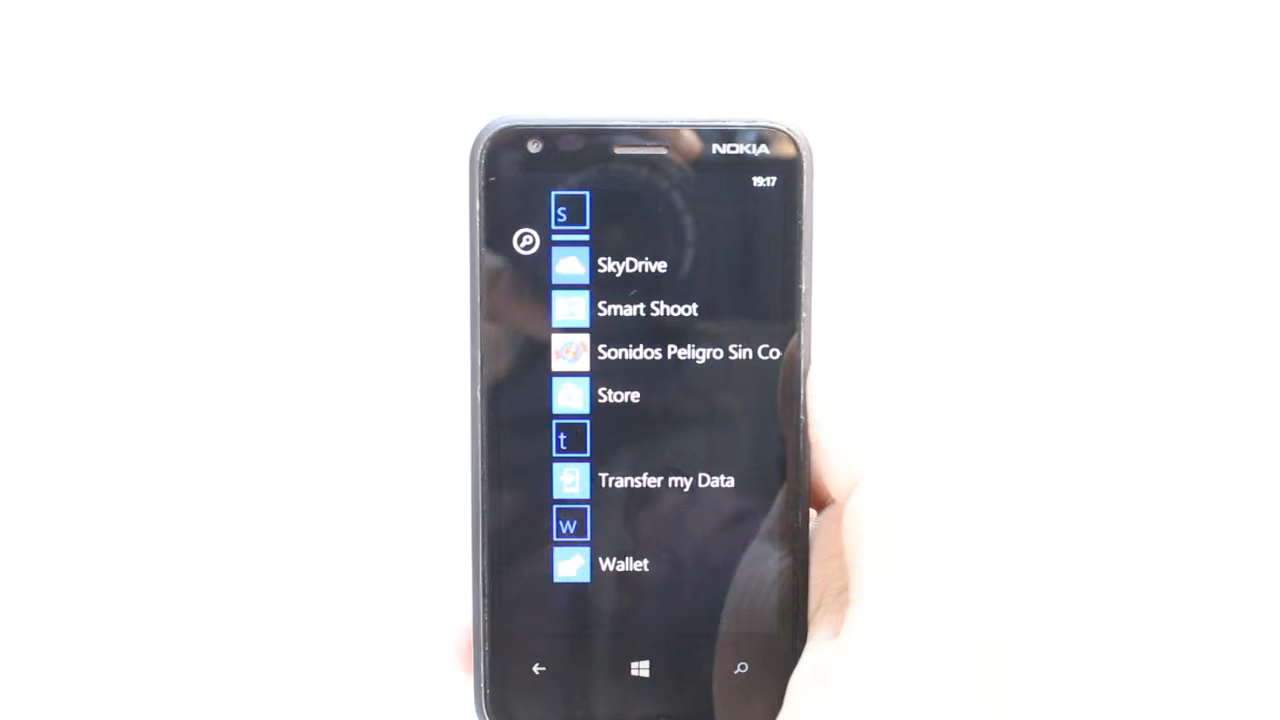 NOKIA
19:17
s
SkyDrive
Smart Shoot
Sonidos Peligro Sin Co
Store
t
Transfer my Data
w
Wallet